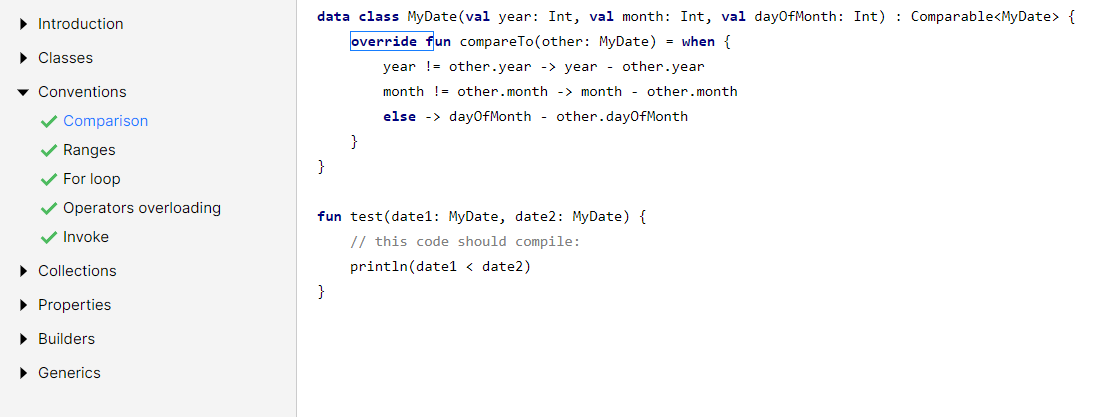 Introduction
Classes
Conventions
Comparison
Ranges
For loop
Operators overloading
Invoke
Collections
Properties
Builders
Generics
data class MyDate(val year: Int, val month: Int, val dayOfMonth: Int) : Comparable<MyDate> {
    override fun compareTo(other: MyDate) = when {
        year != other.year -> year - other.year
        month != other.month -> month - other.month
        else -> dayOfMonth - other.dayOfMonth
    }
}
fun test(date1: MyDate, date2: MyDate) {
    // this code should compile:
    println(date1 < date2)
}